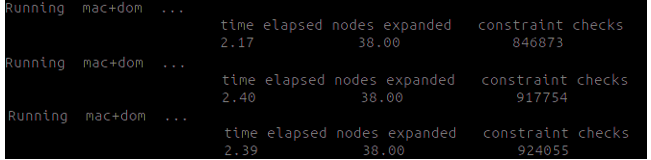 Running mac+dom ...
time elapsed nodes expanded constraint checks
2.17 38.00 846873
Running mac+dom ...
time elapsed nodes expanded constraint checks
2.40 38.00 917754
Running mac+dom ...
time elapsed nodes expanded constraint checks
2.39 38.00 924055